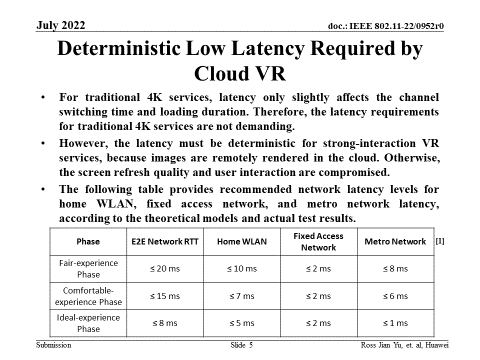 July 2022
doc.: IEEE 802.11-22/0952r0
Deterministic Low Latency Required by
Cloud VR
• For traditional 4K services, latency only slightly affects the channel
switching time and loading duration. Therefore, the latency requirements
for traditional 4K services are not demanding.
• However, the latency must be deterministic for strong-interaction VR
services, because images are remotely rendered in the cloud. Otherwise,
the screen refresh quality and user interaction are compromised.
• The following table provides recommended network latency levels for
home WLAN, fixed access network, and metro network latency,
according to the theoretical models and actual test results.
Phase E2E Network RTT Home WLAN Fixed Access Network Metro Network [1]
Fair-experience Phase ≤ 20 ms ≤ 10 ms ≤ 2 ms ≤ 8 ms
Comfortable-experience Phase ≤ 15 ms ≤ 7 ms ≤ 2 ms ≤ 6 ms
Ideal-experience Phase ≤ 8 ms ≤ 5 ms ≤ 2 ms ≤ 1 ms
Submission Slide 5 Ross Jian Yu, et. al, Huawei